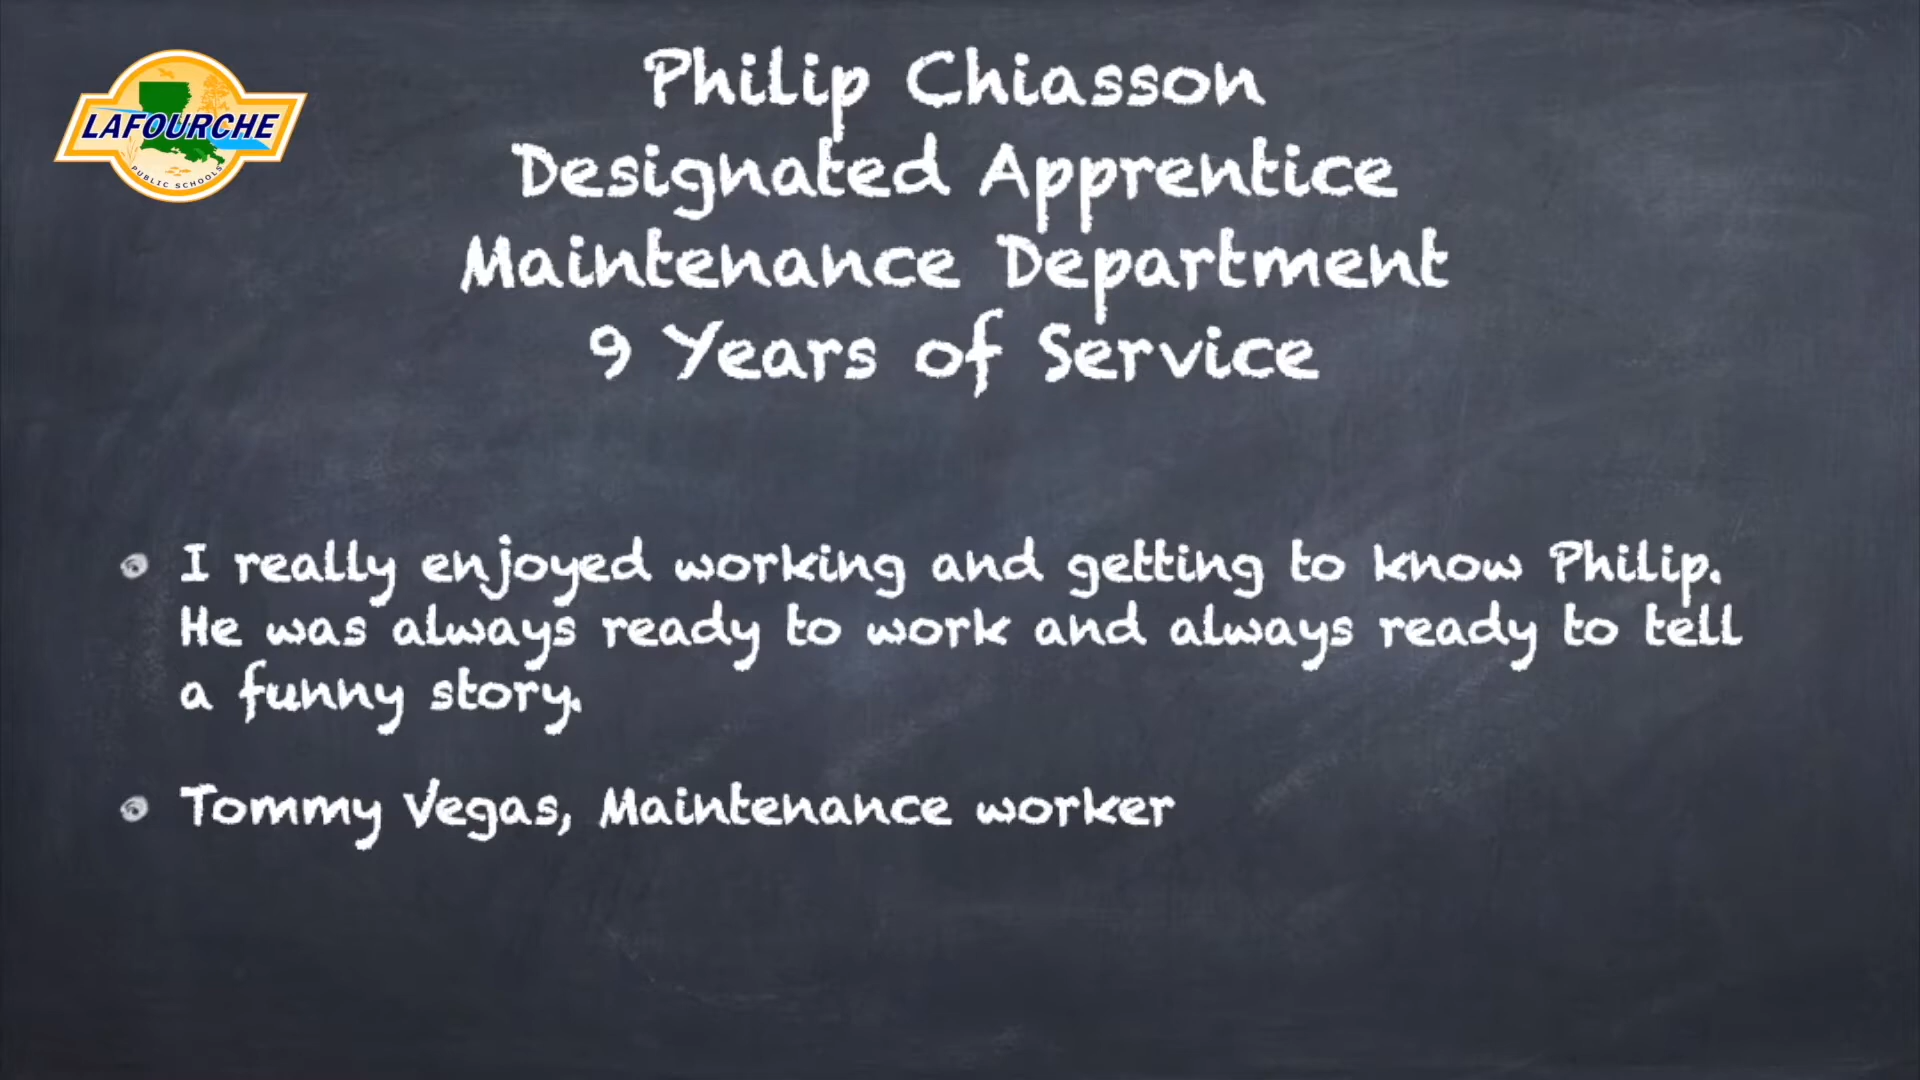 LAFOURCHE
PUBLIC SCHOOLS
Philip Chiasson
Designated Apprentice
Maintenance Department
9 Years of Service
I really enjoyed working and getting to know Philip.
He was always ready to work and always ready to tell
a funny story.
Tommy Vegas, Maintenance worker